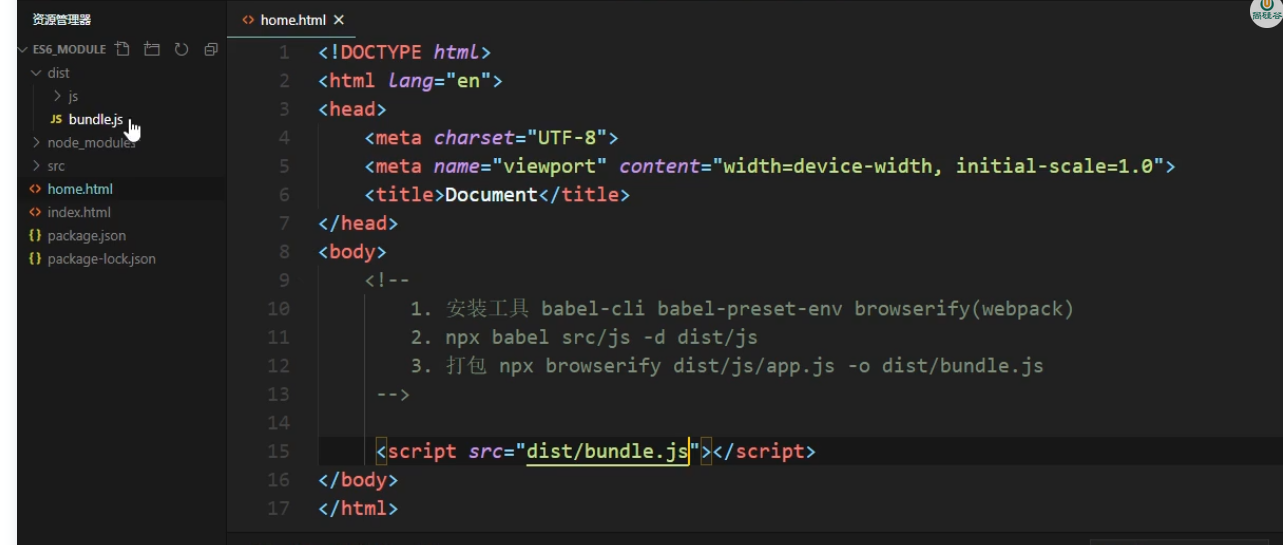 资源管理器
home.html
ES6_MODULE
dist
js
JS bundle.js
node_modules
src
home.html
index.html
{} package.json
{} package-lock.json
1 <!DOCTYPE html>
2 <html lang="en">
3 <head>
4 <meta charset="UTF-8">
5 <meta name="viewport" content="width=device-width, initial-scale=1.0">
6 <title>Document</title>
7 </head>
8 <body>
9 <!--
10 1. 安装工具 babel-cli babel-preset-env browserify(webpack)
11 2. npx babel src/js -d dist/js
12 3. 打包 npx browserify dist/js/app.js -o dist/bundle.js
13 -->
14
15 <script src="dist/bundle.js"></script>
16 </body>
17 </html>
尚硅谷